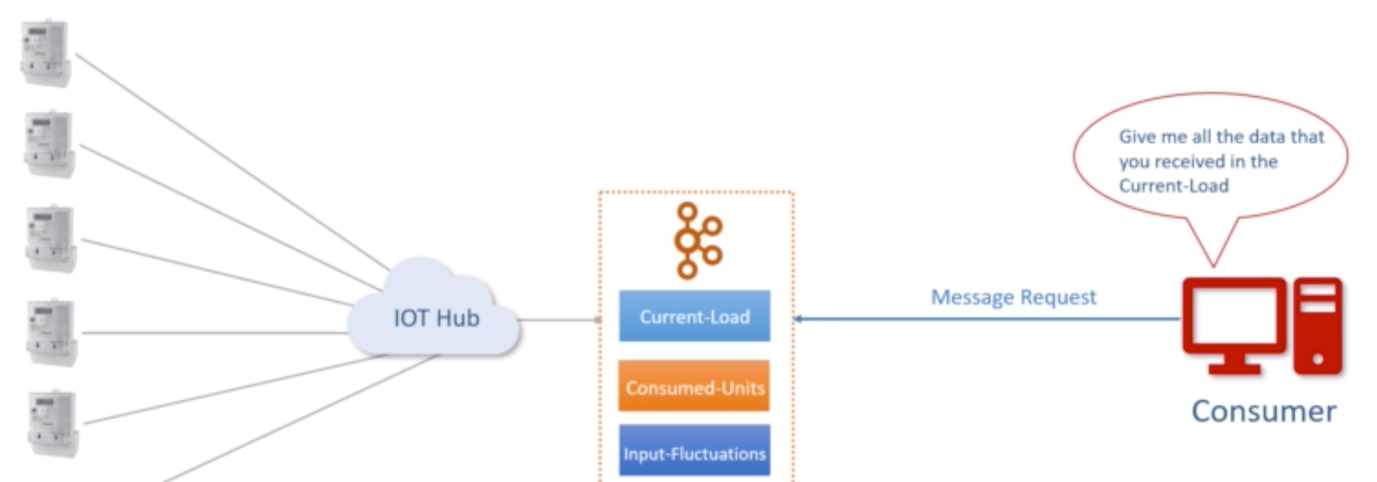 Give me all the data that
you received in the
Current-Load
IOT Hub
Current-Load
Message Request
Consumed-Units
Consumer
Input-Fluctuations